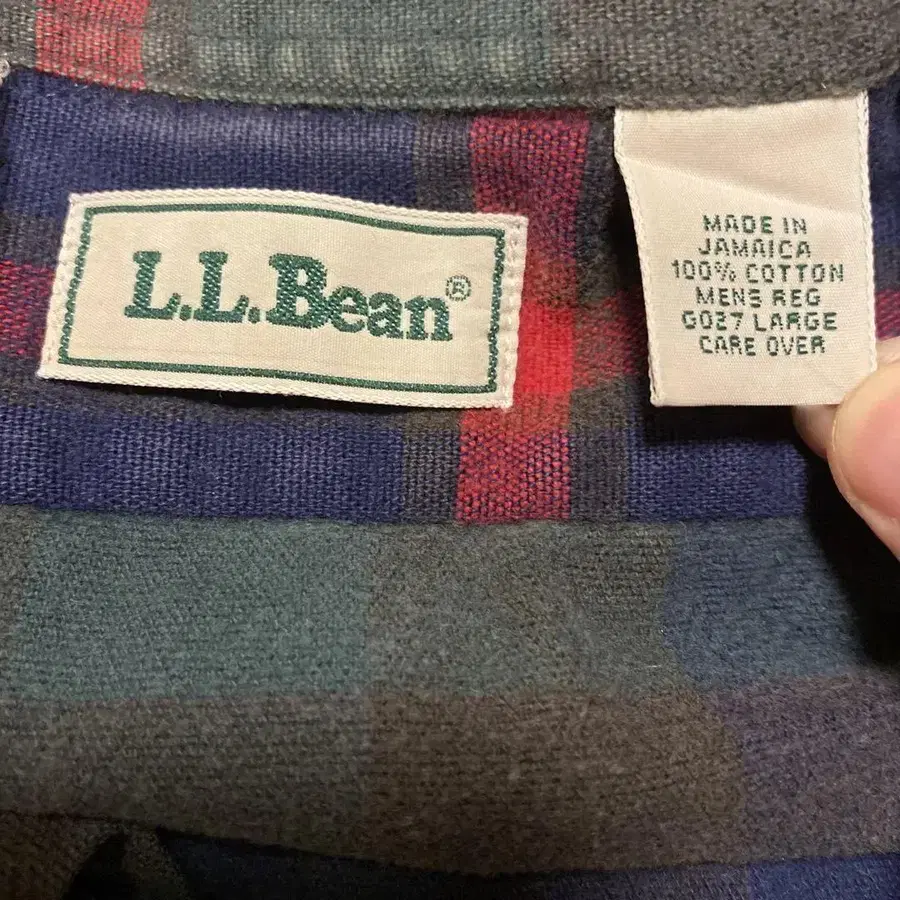 L.L.Bean®
MADE IN
JAMAICA
100% COTTON
MENS REG
G027 LARGE
CARE OVER